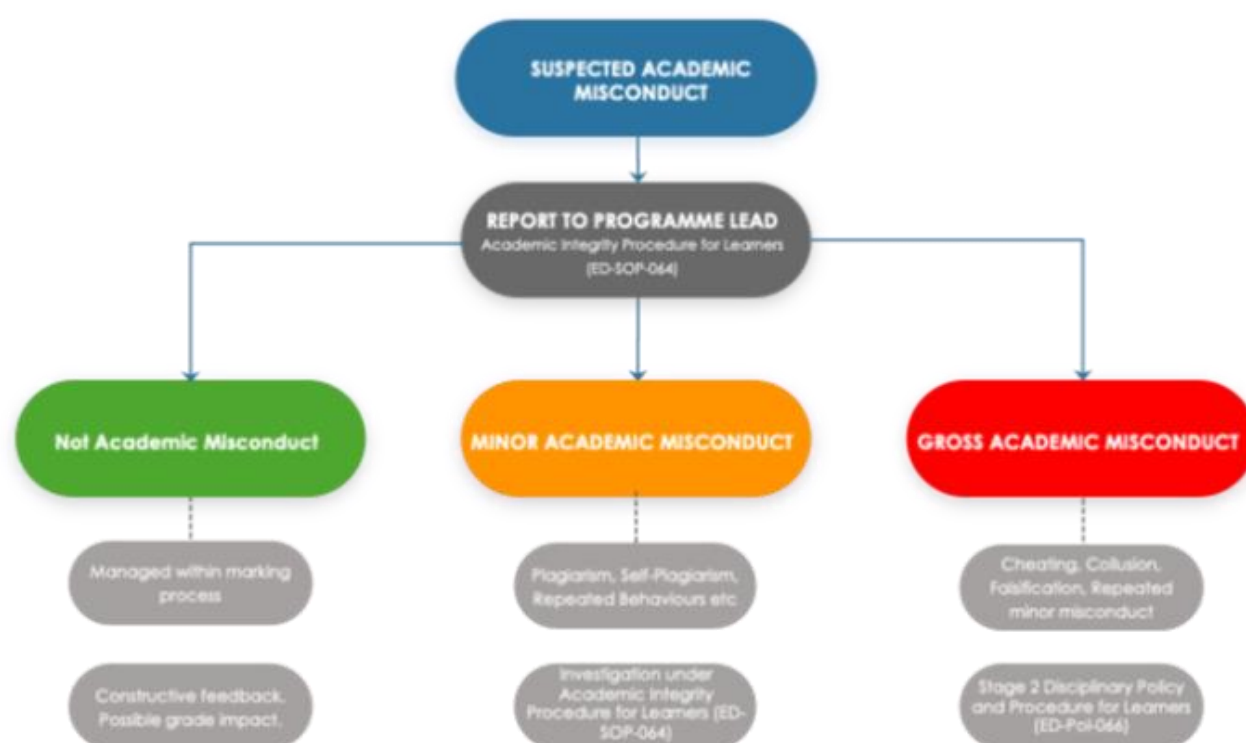 SUSPECTED ACADEMIC
MISCONDUCT
REPORT TO PROGRAMME LEAD
Academic Integrity Procedure for Learners
(ED-SOP-064)
Not Academic Misconduct
MINOR ACADEMIC MISCONDUCT
GROSS ACADEMIC MISCONDUCT
Managed within marking
process
Plagiarism, Self-Plagiarism,
Repeated Behaviours etc
Cheating, Collusion,
Falsification, Repeated
minor misconduct
Constructive feedback.
Possible grade impact.
Investigation under
Academic Integrity
Procedure for Learners (ED-
SOP-064)
Stage 2 Disciplinary Policy
and Procedure for Learners
(ED-Pol-066)